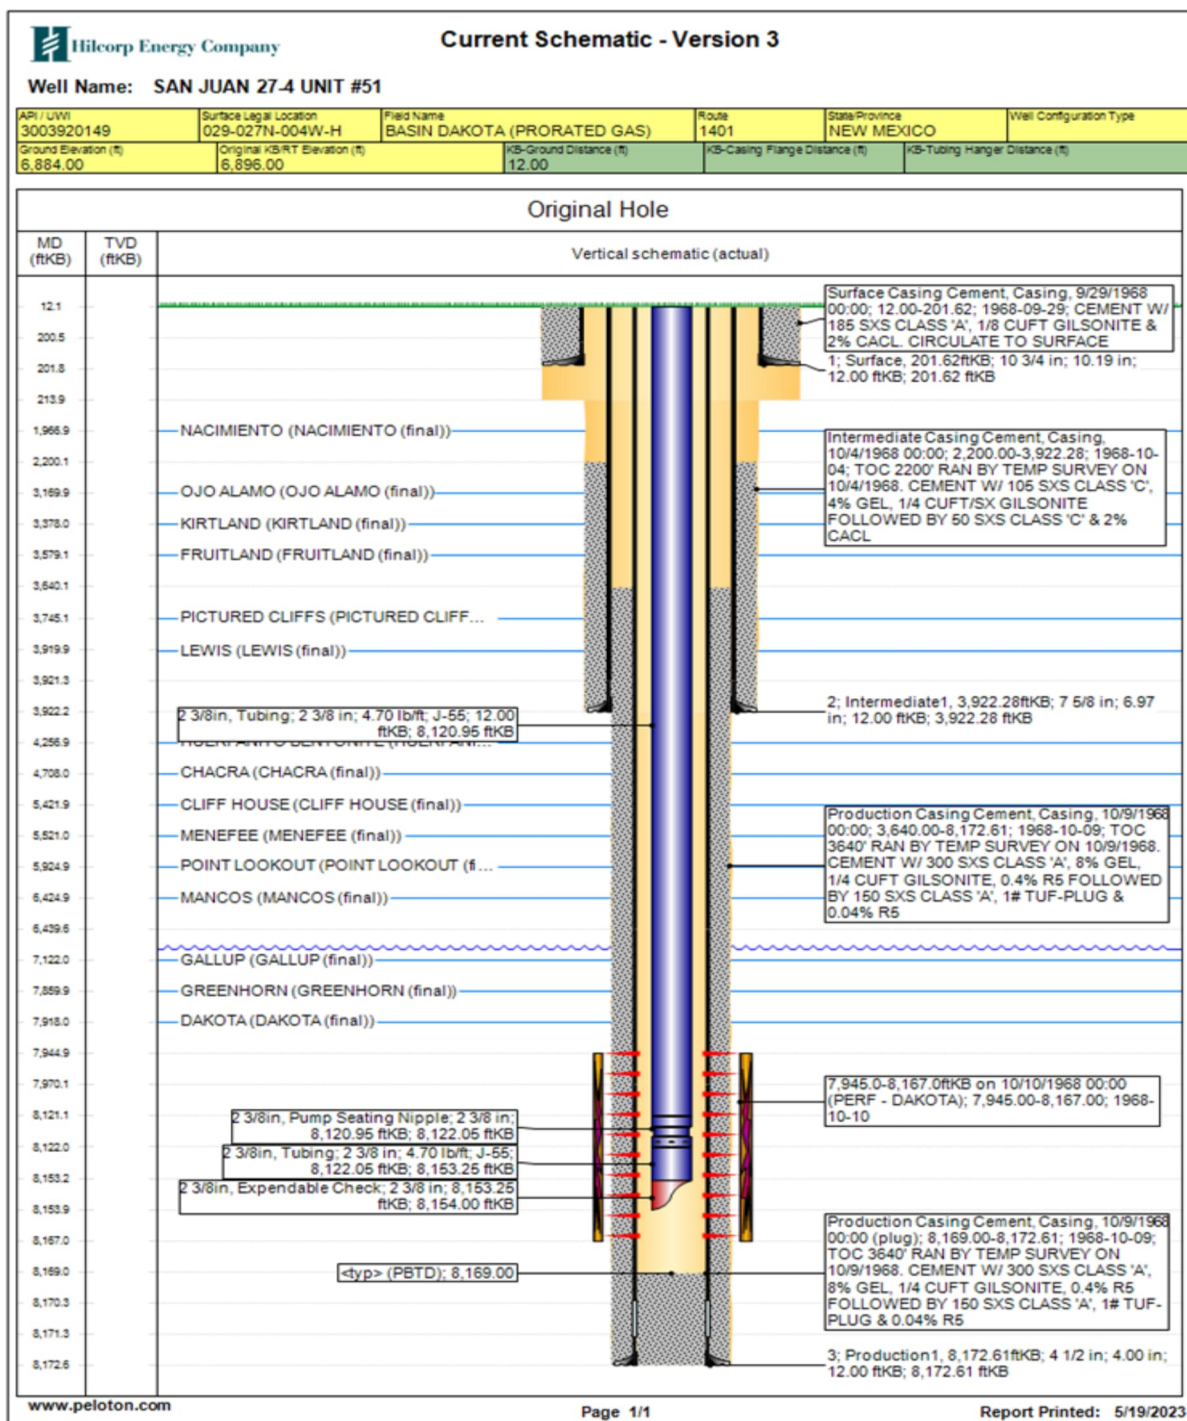 Hilcorp Energy Company
Current Schematic - Version 3
Well Name: SAN JUAN 27-4 UNIT #51
API / UWI
3003920149
Surface Legal Location
029-027N-004W-H
Field Name
BASIN DAKOTA (PRORATED GAS)
Route
1401
State/Province
NEW MEXICO
Well Configuration Type
Ground Elevation (ft)
6,884.00
Original KB/RT Elevation (ft)
6,896.00
KB-Ground Distance (ft)
12.00
KB-Casing Flange Distance (ft)
KB-Tubing Hanger Distance (ft)
Original Hole
MD
(ftKB)
TVD
(ftKB)
Vertical schematic (actual)
12.1
200.5
201.8
213.9
1,966.9
2,200.1
3,169.9
3,378.0
3,579.1
3,640.1
3,745.1
3,919.9
3,921.3
3,922.2
4,256.9
4,708.0
5,421.9
5,521.0
5,924.9
6,424.9
6,439.6
7,122.0
7,859.9
7,918.0
7,944.9
7,970.1
8,121.1
8,122.0
8,153.2
8,153.9
8,167.0
8,169.0
8,170.3
8,171.3
8,172.6
NACIMIENTO (NACIMIENTO (final))
OJO ALAMO (OJO ALAMO (final))
KIRTLAND (KIRTLAND (final))
FRUITLAND (FRUITLAND (final))
PICTURED CLIFFS (PICTURED CLIFF...
LEWIS (LEWIS (final))
2 3/8in, Tubing; 2 3/8 in; 4.70 lb/ft; J-55; 12.00
ftKB; 8,120.95 ftKB
CHACRA (CHACRA (final))
CLIFF HOUSE (CLIFF HOUSE (final))
MENEFEE (MENEFEE (final))
POINT LOOKOUT (POINT LOOKOUT (fi...
MANCOS (MANCOS (final))
GALLUP (GALLUP (final))
GREENHORN (GREENHORN (final))
DAKOTA (DAKOTA (final))
2 3/8in, Pump Seating Nipple; 2 3/8 in;
8,120.95 ftKB; 8,122.05 ftKB
2 3/8in, Tubing; 2 3/8 in; 4.70 lb/ft; J-55;
8,122.05 ftKB; 8,153.25 ftKB
2 3/8in, Expendable Check; 2 3/8 in; 8,153.25
ftKB; 8,154.00 ftKB
<typ> (PBTD); 8,169.00
Surface Casing Cement, Casing, 9/29/1968
00:00; 12.00-201.62; 1968-09-29; CEMENT W/
185 SXS CLASS 'A', 1/8 CUFT GILSONITE &
2% CACL. CIRCULATE TO SURFACE
1; Surface, 201.62ftKB; 10 3/4 in; 10.19 in;
12.00 ftKB; 201.62 ftKB
Intermediate Casing Cement, Casing,
10/4/1968 00:00; 2,200.00-3,922.28; 1968-10-
04; TOC 2200' RAN BY TEMP SURVEY ON
10/4/1968. CEMENT W/ 105 SXS CLASS 'C',
4% GEL, 1/4 CUFT/SX GILSONITE
FOLLOWED BY 50 SXS CLASS 'C' & 2%
CACL
2; Intermediate1, 3,922.28ftKB; 7 5/8 in; 6.97
in; 12.00 ftKB; 3,922.28 ftKB
Production Casing Cement, Casing, 10/9/1968
00:00; 3,640.00-8,172.61; 1968-10-09; TOC
3640' RAN BY TEMP SURVEY ON 10/9/1968.
CEMENT W/ 300 SXS CLASS 'A', 8% GEL,
1/4 CUFT GILSONITE, 0.4% R5 FOLLOWED
BY 150 SXS CLASS 'A', 1# TUF-PLUG &
0.04% R5
7,945.0-8,167.0ftKB on 10/10/1968 00:00
(PERF - DAKOTA); 7,945.00-8,167.00; 1968-
10-10
Production Casing Cement, Casing, 10/9/1968
00:00 (plug); 8,169.00-8,172.61; 1968-10-09;
TOC 3640' RAN BY TEMP SURVEY ON
10/9/1968. CEMENT W/ 300 SXS CLASS 'A',
8% GEL, 1/4 CUFT GILSONITE, 0.4% R5
FOLLOWED BY 150 SXS CLASS 'A', 1# TUF-
PLUG & 0.04% R5
3; Production1, 8,172.61ftKB; 4 1/2 in; 4.00 in;
12.00 ftKB; 8,172.61 ftKB
www.peloton.com
Page 1/1
Report Printed: 5/19/2023